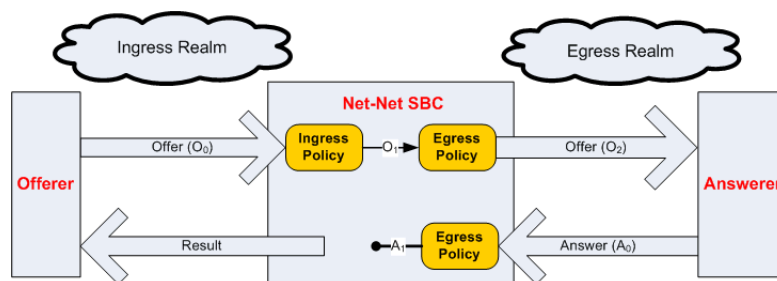 Ingress Realm
Egress Realm
Net-Net SBC
Offerer
Offer (O0)
Ingress
Policy
O1
Egress
Policy
Offer (O2)
Answerer
Result
A1
Egress
Policy
Answer (A0)